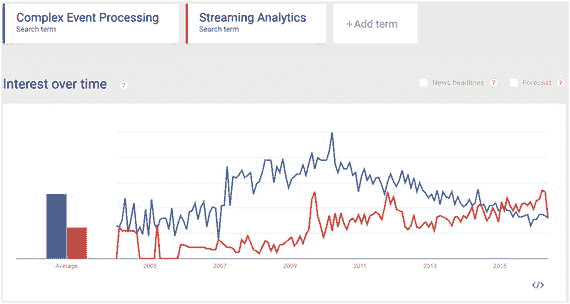 Complex Event Processing
Search term
Streaming Analytics
Search term
+Add term
Interest over time
?
News headlines
?
Forecast
?
Average
2005
2007
2009
2011
2013
2015
</>